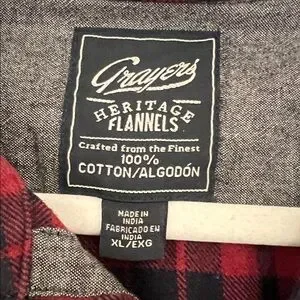 Grayers
HERITAGE
FLANNELS
Crafted from the Finest
100%
COTTON/ALGODÓN
MADE IN
INDIA
FABRICADO EN
INDIA
XL/EXG